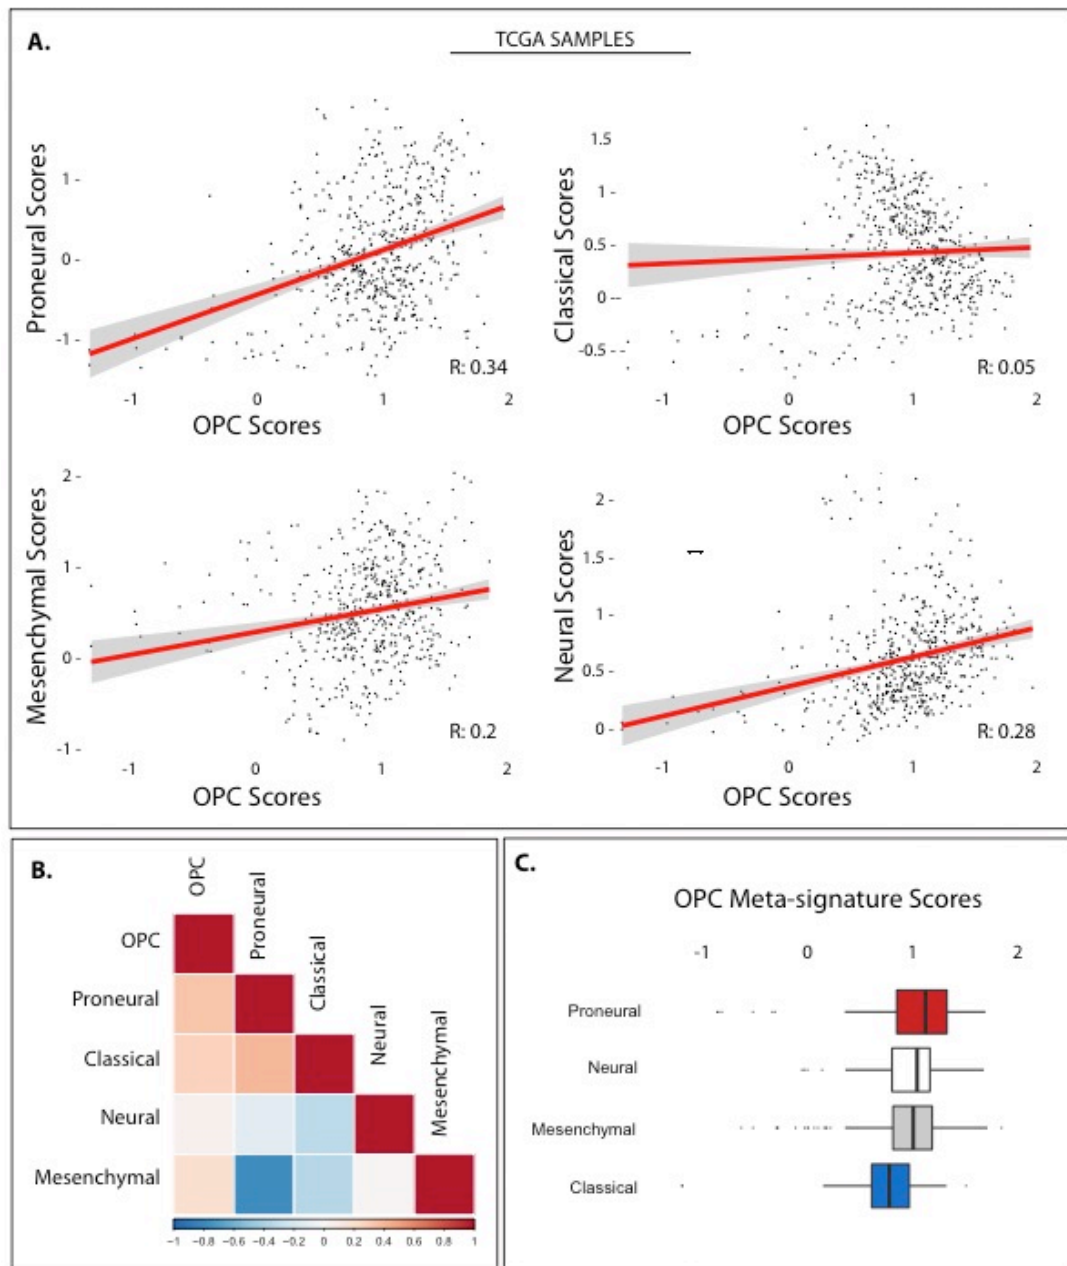 A.
TCGA SAMPLES
Proneural Scores
1 -
0 -
-1 -
R: 0.34
-1 0 1 2
OPC Scores
Classical Scores
1.5
1 -
0.5 -
0 --
-0.5 - -
R: 0.05
-1 0 1 2
OPC Scores
Mesenchymal Scores
2 -
1 -
0 -
-1 -
R: 0.2
-1 0 1 2
OPC Scores
Neural Scores
2 -
1.5 -
1 -
0.5 -
0 -
R: 0.28
-1 0 1 2
OPC Scores
B.
OPC
Proneural
Classical
Neural
Mesenchymal
OPC
Proneural
Classical
Neural
Mesenchymal
-1 -0.8 -0.6 -0.4 -0.2 0 0.2 0.4 0.6 0.8 1
C.
OPC Meta-signature Scores
-1 0 1 2
Proneural
Neural
Mesenchymal
Classical